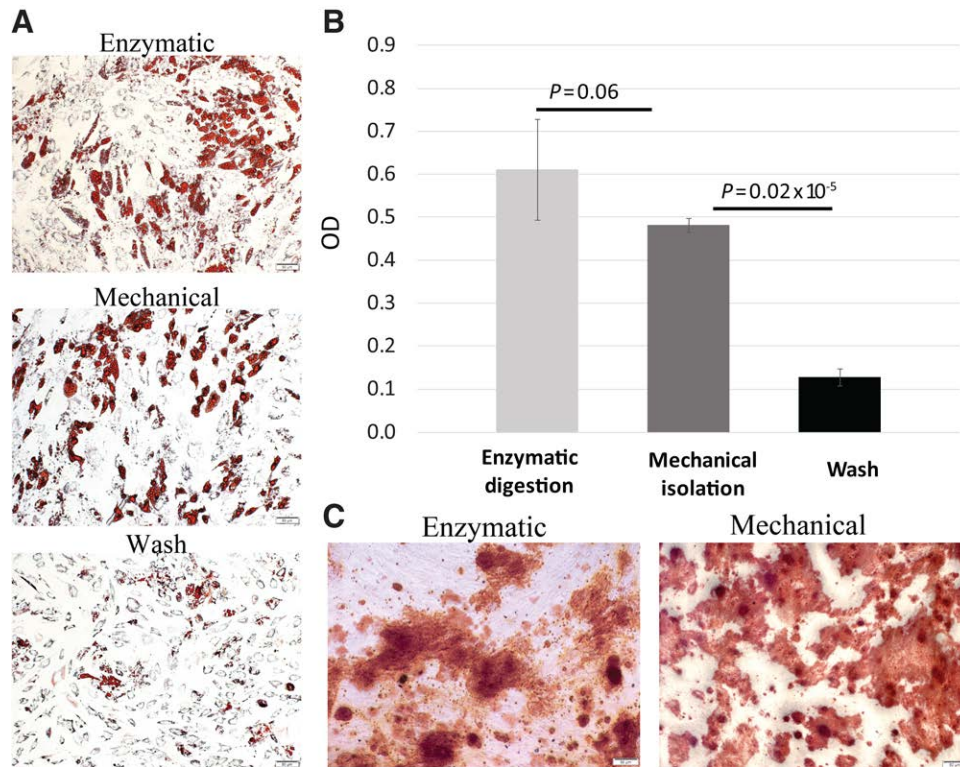 A
Enzymatic
Mechanical
Wash
B
0.9
0.8
0.7
0.6
0.5
0.4
0.3
0.2
0.1
0.0
OD
P = 0.06
P = 0.02 x 10⁻⁵
Enzymatic
digestion
Mechanical
isolation
Wash
C
Enzymatic
Mechanical